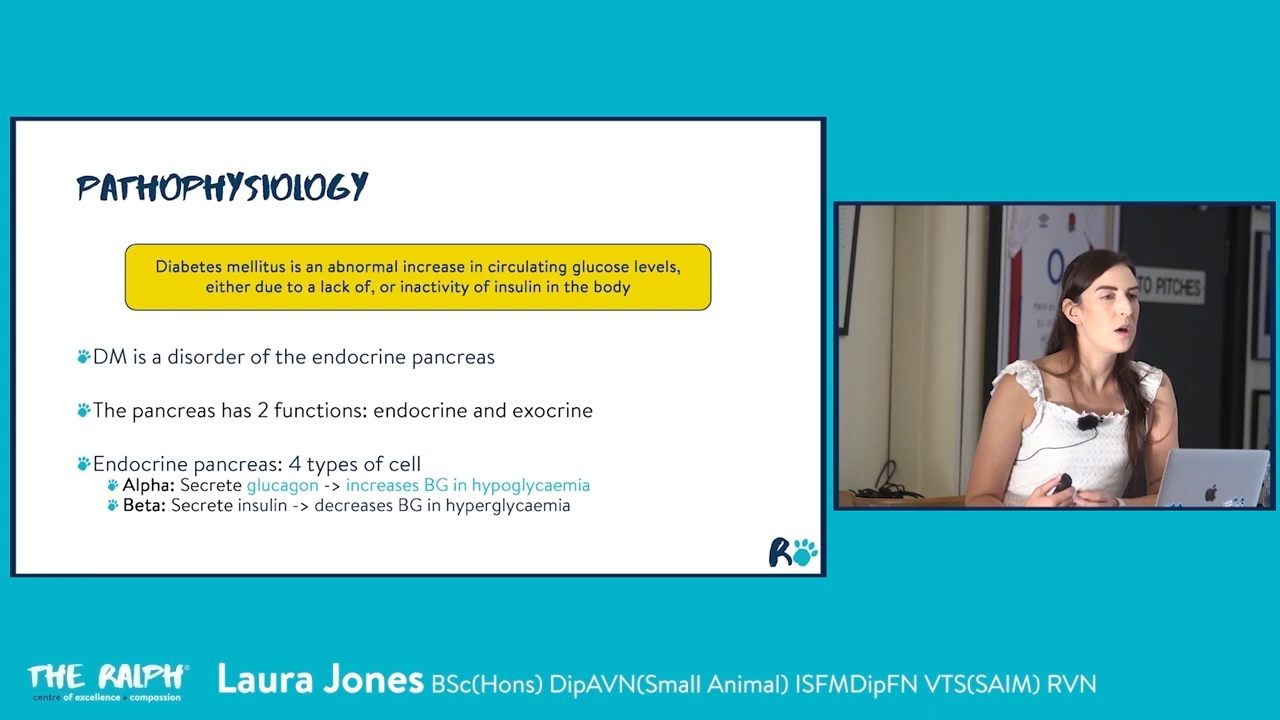 PATHOPHYSIOLOGY
Diabetes mellitus is an abnormal increase in circulating glucose levels,
either due to a lack of, or inactivity of insulin in the body
DM is a disorder of the endocrine pancreas
The pancreas has 2 functions: endocrine and exocrine
Endocrine pancreas: 4 types of cell
Alpha: Secrete glucagon -> increases BG in hypoglycaemia
Beta: Secrete insulin -> decreases BG in hyperglycaemia
R
TO PITCHES
THE RALPH®
centre of excellence + compassion
Laura Jones BSc(Hons) DipAVN(Small Animal) ISFMDipFN VTS(SAIM) RVN